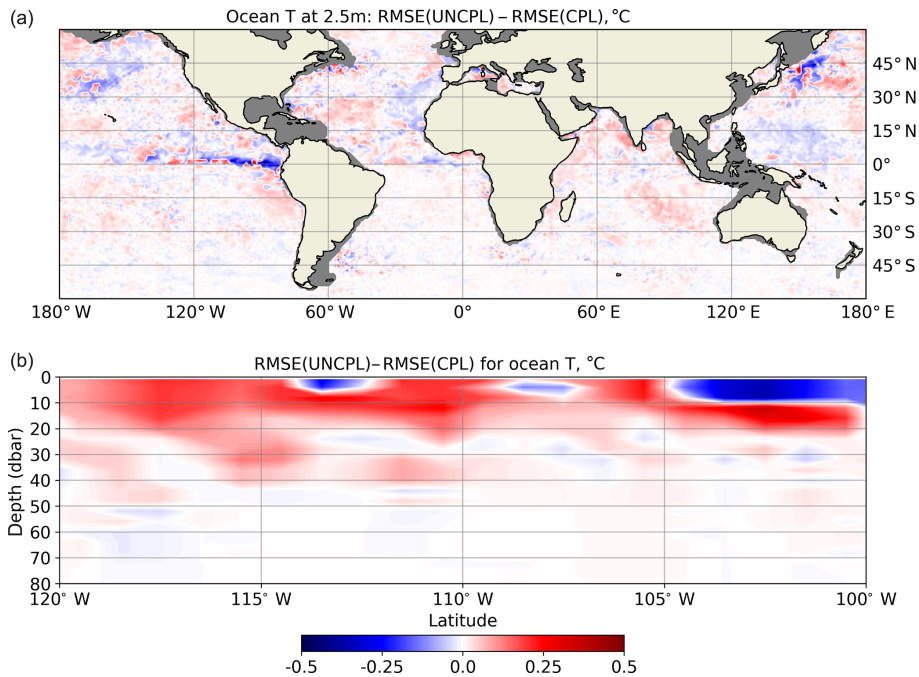 (a)
Ocean T at 2.5m: RMSE(UNCPL) – RMSE(CPL), °C
45° N
30° N
15° N
0°
15° S
30° S
45° S
180° W 120° W 60° W 0° 60° E 120° E 180° E
(b)
RMSE(UNCPL)–RMSE(CPL) for ocean T, °C
0
10
20
30
40
50
60
70
80
Depth (dbar)
120° W 115° W 110° W 105° W 100° W
Latitude
-0.5 -0.25 0.0 0.25 0.5